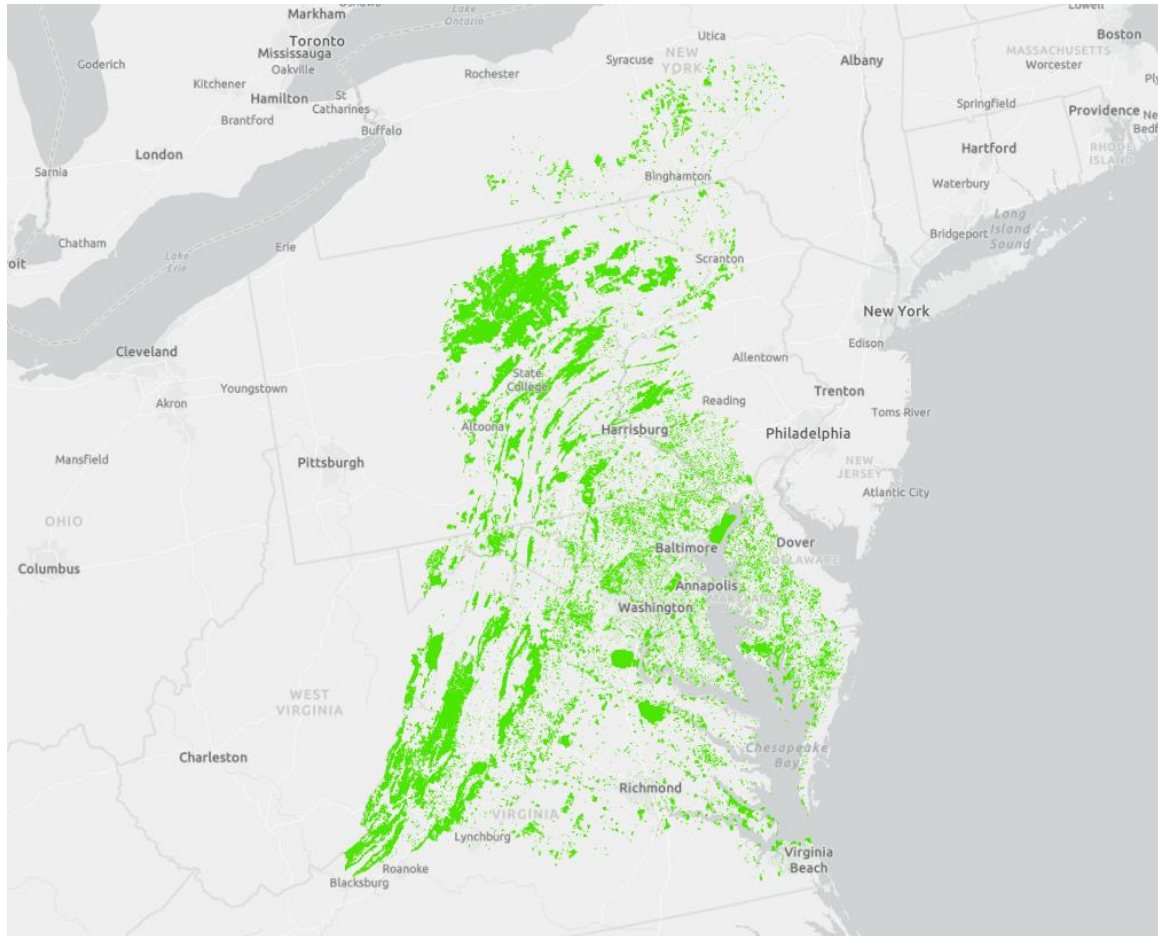 Lowell
Markham
Lake
Ontario
Utica
Boston
Toronto
Mississauga
Oakville
Goderich
Syracuse
NEW
YORK
Albany
MASSACHUSETTS
Worcester
Rochester
Kitchener
Hamilton
St
Catharines
Springfield
Providence
Brantford
Buffalo
London
Hartford
RHODE
ISLAND
Sarnia
Binghamton
Waterbury
Long
Island
Sound
Bridgeport
Chatham
Erie
Lake
Erie
Scranton
New York
Edison
Cleveland
Allentown
Youngstown
State
College
Akron
Trenton
Reading
Toms River
Altoona
Harrisburg
Philadelphia
Mansfield
Pittsburgh
NEW
JERSEY
Atlantic City
OHIO
Baltimore
Dover
DELAWARE
Columbus
Annapolis
MARYLAND
Washington
WEST
VIRGINIA
Charleston
Chesapeake
Bay
Richmond
VIRGINIA
Lynchburg
Virginia
Beach
Roanoke
Blacksburg